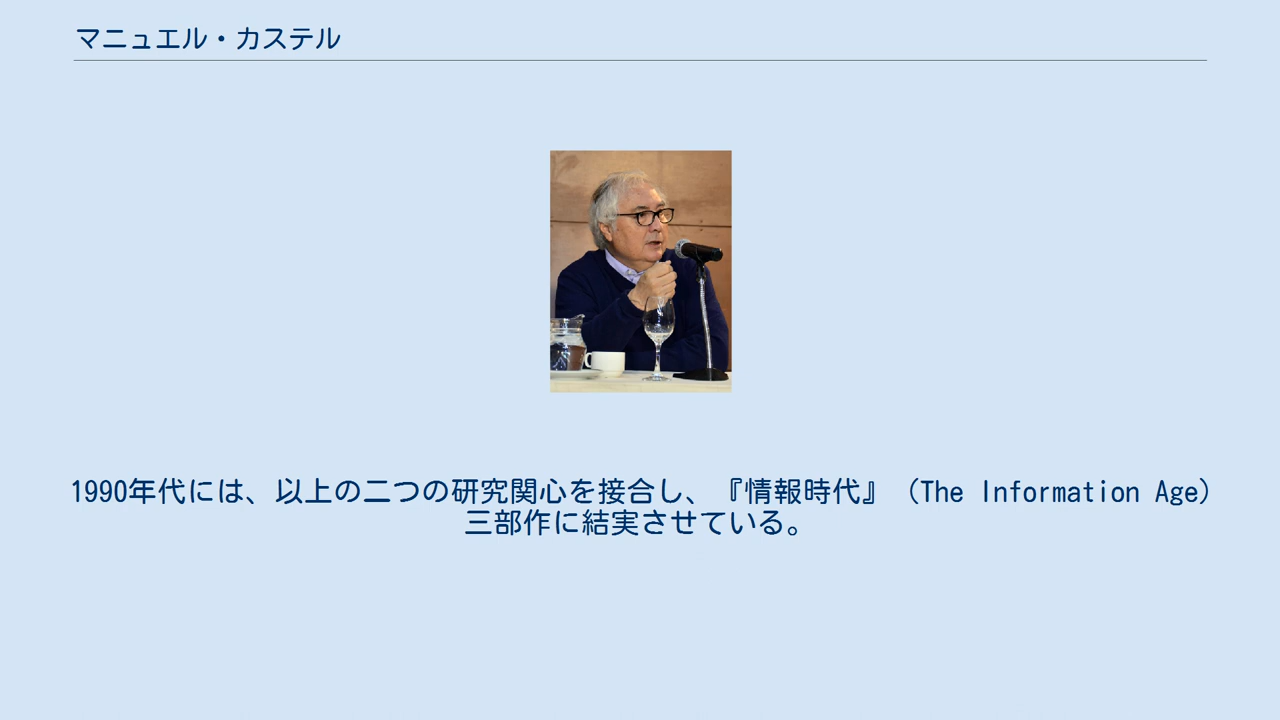 マニュエル・カステル
1990年代には、以上の二つの研究関心を接合し、『情報時代』（The Information Age）
三部作に結実させている。